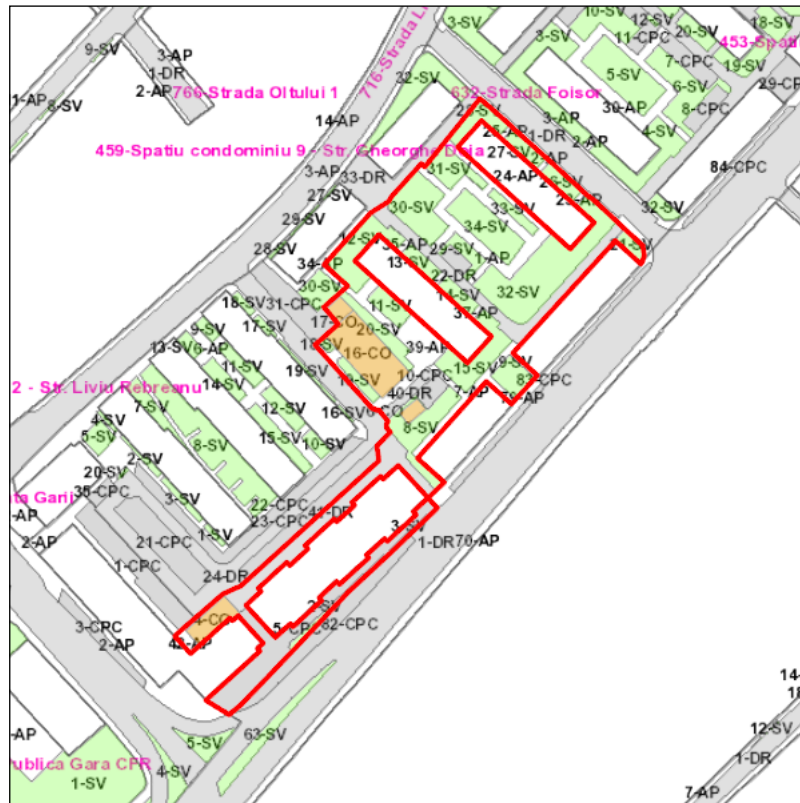 3-SV
10-SV
12-SV
20-SV
18-SV
9-SV
3-AP
1-DR
2-AP
766-Strada Oltului 1
3-SV
11-CPC
7-CPC
19-SV
5-SV
6-SV
29-CP
1-AP
8-SV
32-SV
632-Strada Foisor
30-AP
8-CPC
14-AP
3-AP
1-DR
2-AP
4-SV
25-AP
459-Spatiu condominiu 9 - Str. Gheorghe Doja
27-SV
2-AP
84-CPC
3-AP
33-DR
31-SV
24-AP
26-SV
23-AP
27-SV
30-SV
33-SV
32-SV
29-SV
34-SV
12-SV
35-AP
29-SV
1-AP
21-SV
28-SV
34-AP
13-SV
22-DR
30-SV
14-SV
32-SV
18-SV
31-CPC
11-SV
37-AP
17-SV
17-CO
20-SV
9-SV
13-SV
6-AP
18-SV
16-CO
39-AP
11-SV
19-SV
10-CPC
15-SV
9-SV
83-CPC
2 - Str. Liviu Rebreanu
14-SV
40-DR
7-AP
79-AP
7-SV
12-SV
16-SV
4-SV
8-SV
8-SV
5-SV
15-SV
10-SV
2-SV
20-SV
35-CPC
3-SV
22-CPC
41-DR
-AP
23-CPC
3-SV
2-AP
21-CPC
1-SV
1-DR
70-AP
1-CPC
24-DR
2-SV
4-CO
3-CPC
5-CPC
82-CPC
2-AP
42-AP
14-
18
-AP
5-SV
63-SV
12-SV
ublica Gara CFR
1-SV
4-SV
1-DR
7-AP